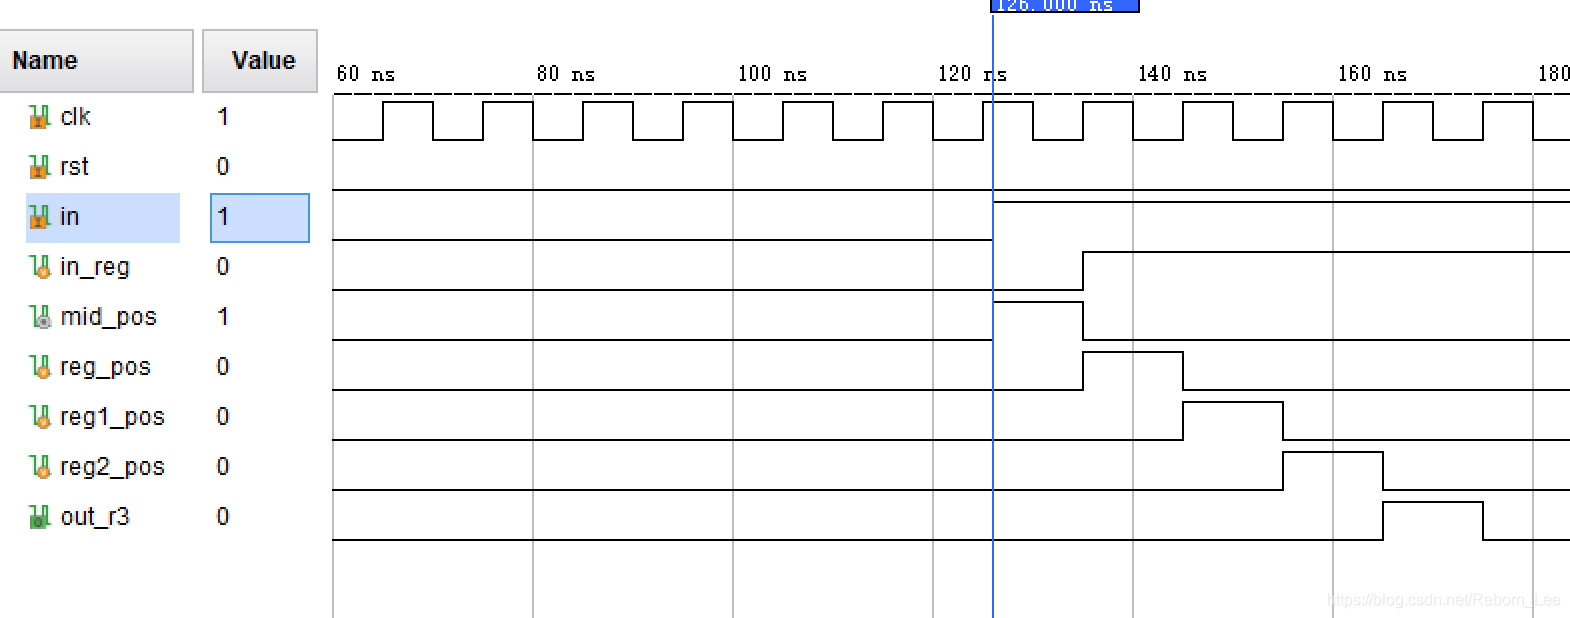 126.000 ns
Name Value
60 ns 80 ns 100 ns 120 ns 140 ns 160 ns 180
clk 1
rst 0
in 1
in_reg 0
mid_pos 1
reg_pos 0
reg1_pos 0
reg2_pos 0
out_r3 0
https://blog.csdn.net/Reborn_Lee